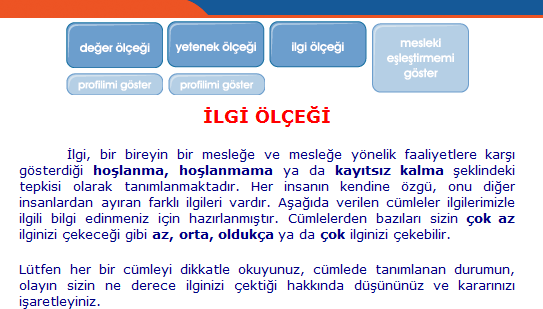 değer ölçeği
yetenek ölçeği
ilgi ölçeği
mesleki
eşleştirmemi
göster
profilimi göster
profilimi göster
İLGİ ÖLÇEĞİ
İlgi, bir bireyin bir mesleğe ve mesleğe yönelik faaliyetlere karşı
gösterdiği hoşlanma, hoşlanmama ya da kayıtsız kalma şeklindeki
tepkisi olarak tanımlanmaktadır. Her insanın kendine özgü, onu diğer
insanlardan ayıran farklı ilgileri vardır. Aşağıda verilen cümleler ilgilerimizle
ilgili bilgi edinmeniz için hazırlanmıştır. Cümlelerden bazıları sizin çok az
ilginizi çekeceği gibi az, orta, oldukça ya da çok ilginizi çekebilir.
Lütfen her bir cümleyi dikkatle okuyunuz, cümlede tanımlanan durumun,
olayın sizin ne derece ilginizi çektiği hakkında düşününüz ve kararınızı
işaretleyiniz.